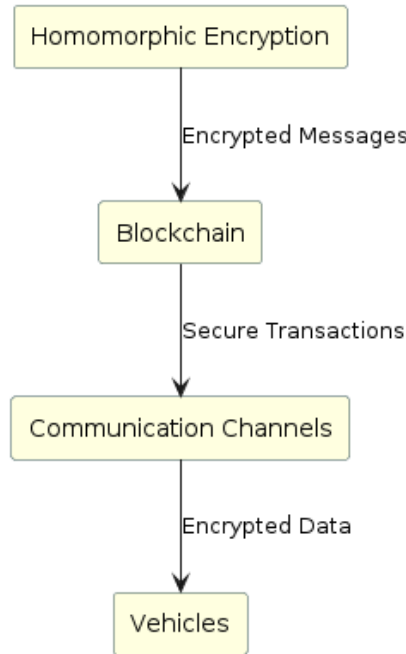 Homomorphic Encryption
Encrypted Messages
Blockchain
Secure Transactions
Communication Channels
Encrypted Data
Vehicles